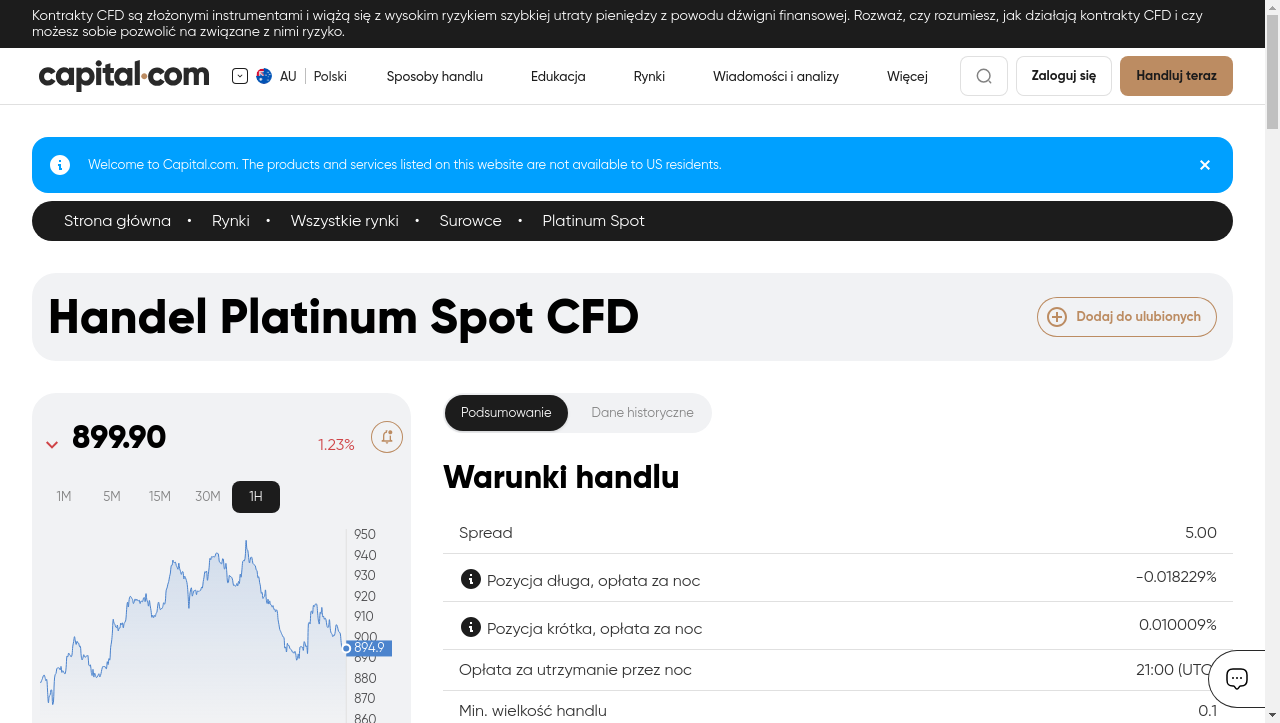 Kontrakty CFD są złożonymi instrumentami i wiążą się z wysokim ryzykiem szybkiej utraty pieniędzy z powodu dźwigni finansowej. Rozważ, czy rozumiesz, jak działają kontrakty CFD i czy
możesz sobie pozwolić na związane z nimi ryzyko.
capital.com
AU
Polski
Sposoby handlu
Edukacja
Rynki
Wiadomości i analizy
Więcej
Zaloguj się
Handluj teraz
Welcome to Capital.com. The products and services listed on this website are not available to US residents.
Strona główna • Rynki • Wszystkie rynki • Surowce • Platinum Spot
Handel Platinum Spot CFD
Dodaj do ulubionych
899.90
1.23%
1M 5M 15M 30M 1H
950
940
930
920
910
900
894.9
890
880
870
860
Podsumowanie
Dane historyczne
Warunki handlu
Spread 5.00
Pozycja długa, opłata za noc -0.018229%
Pozycja krótka, opłata za noc 0.010009%
Opłata za utrzymanie przez noc 21:00 (UTC
Min. wielkość handlu 0.1